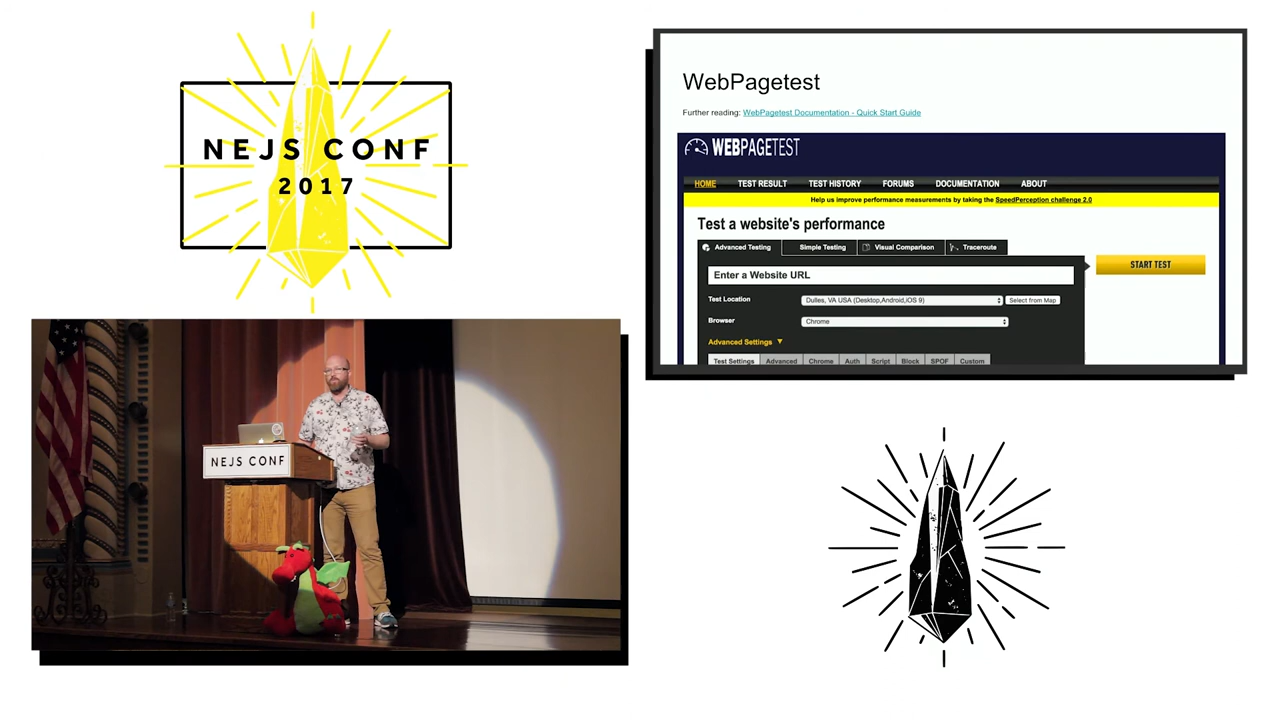 NEJS CONF
2017
NEJS CONF
WebPagetest
Further reading: WebPagetest Documentation - Quick Start Guide
WEBPAGETEST
HOME TEST RESULT TEST HISTORY FORUMS DOCUMENTATION ABOUT
Help us improve performance measurements by taking the SpeedPerception challenge 2.0
Test a website's performance
Advanced Testing Simple Testing Visual Comparison Traceroute
Enter a Website URL
START TEST
Test Location Dulles, VA USA (Desktop,Android,iOS 9) Select from Map
Browser Chrome
Advanced Settings
Test Settings Advanced Chrome Auth Script Block SPOF Custom